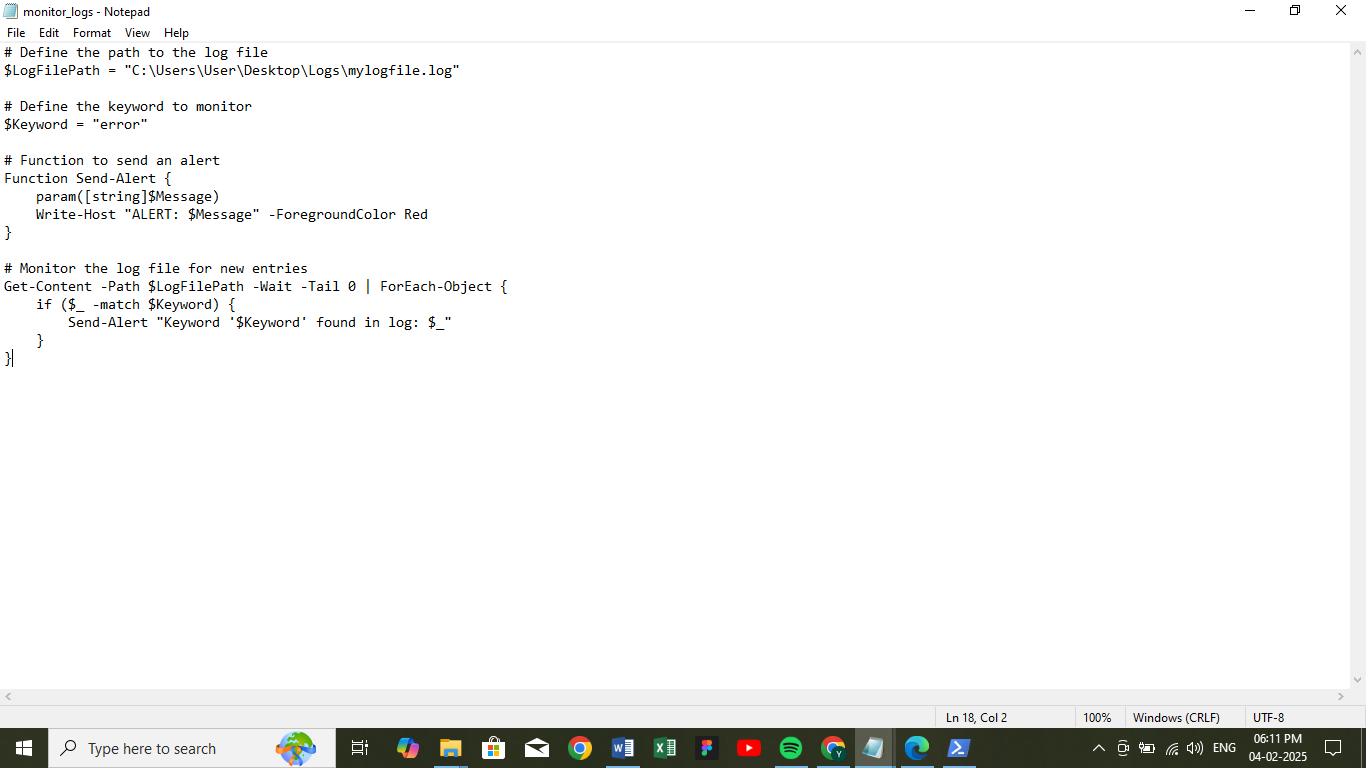 monitor_logs - Notepad
File Edit Format View Help
# Define the path to the log file
$LogFilePath = "C:\Users\User\Desktop\Logs\mylogfile.log"

# Define the keyword to monitor
$Keyword = "error"

# Function to send an alert
Function Send-Alert {
    param([string]$Message)
    Write-Host "ALERT: $Message" -ForegroundColor Red
}

# Monitor the log file for new entries
Get-Content -Path $LogFilePath -Wait -Tail 0 | ForEach-Object {
    if ($_ -match $Keyword) {
        Send-Alert "Keyword '$Keyword' found in log: $_"
    }
}
Ln 18, Col 2 100% Windows (CRLF) UTF-8
Type here to search
ENG
06:11 PM
04-02-2025